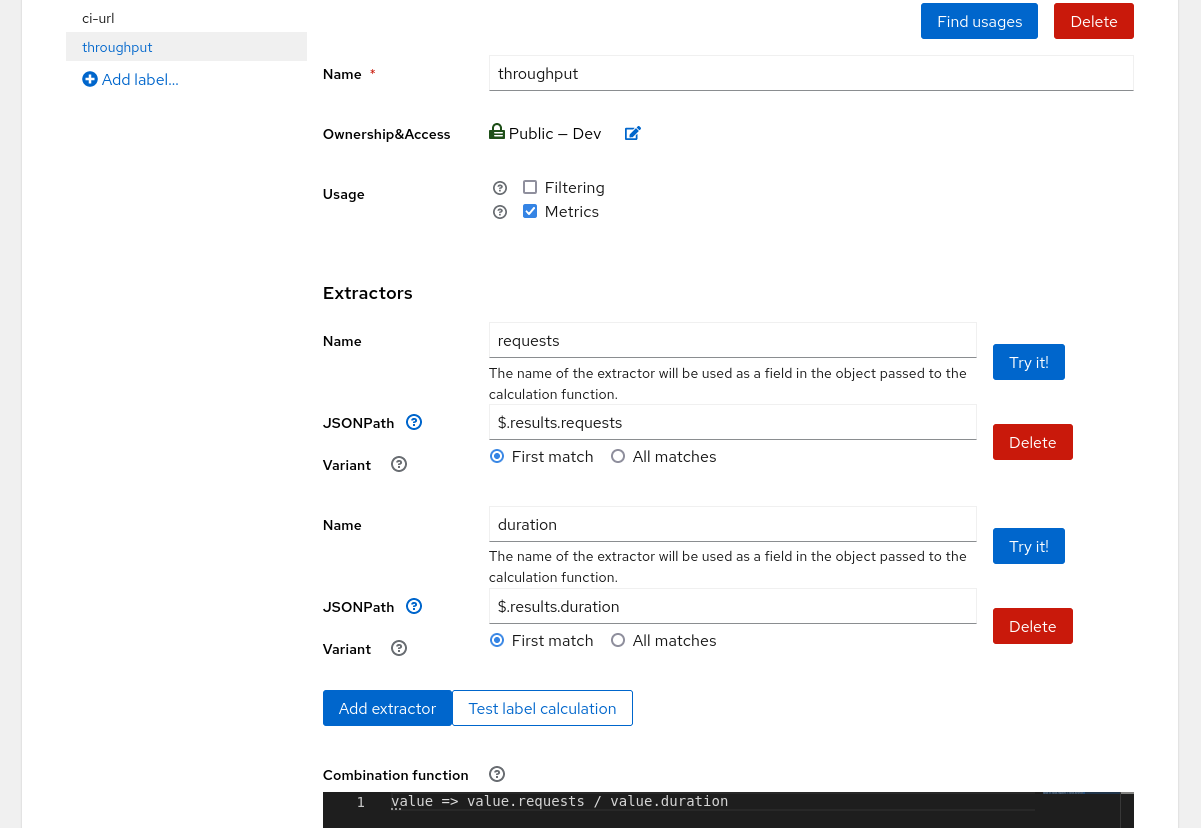 ci-url
throughput
Add label...
Find usages
Delete
Name *
throughput
Ownership&Access
Public – Dev
Usage
Filtering
Metrics
Extractors
Name
requests
The name of the extractor will be used as a field in the object passed to the
calculation function.
Try it!
JSONPath
$.results.requests
Delete
Variant
First match
All matches
Name
duration
The name of the extractor will be used as a field in the object passed to the
calculation function.
Try it!
JSONPath
$.results.duration
Delete
Variant
First match
All matches
Add extractor
Test label calculation
Combination function
1 value => value.requests / value.duration